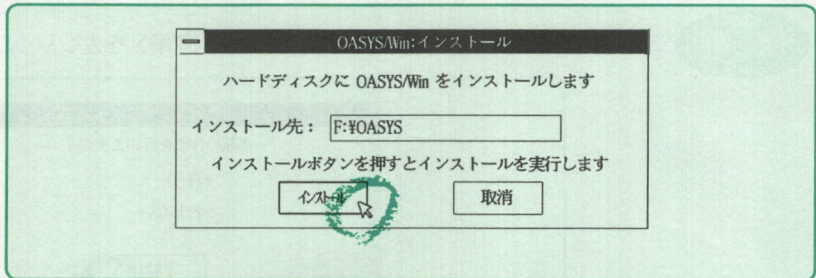 OASYS/Win:インストール
ハードディスクに OASYS/Win をインストールします
インストール先： F:¥OASYS
インストールボタンを押すとインストールを実行します
インストール 取消